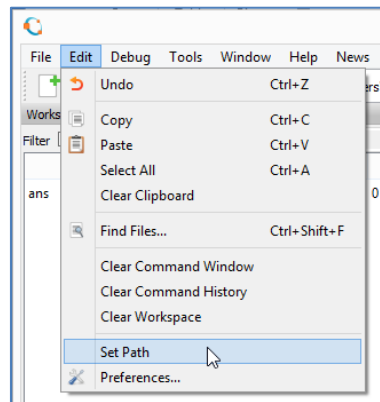 File Edit Debug Tools Window Help News
Undo Ctrl+Z
Works
Copy Ctrl+C
Filter
Paste Ctrl+V
Select All Ctrl+A
ans
Clear Clipboard
0
Find Files... Ctrl+Shift+F
Clear Command Window
Clear Command History
Clear Workspace
Set Path
Preferences...